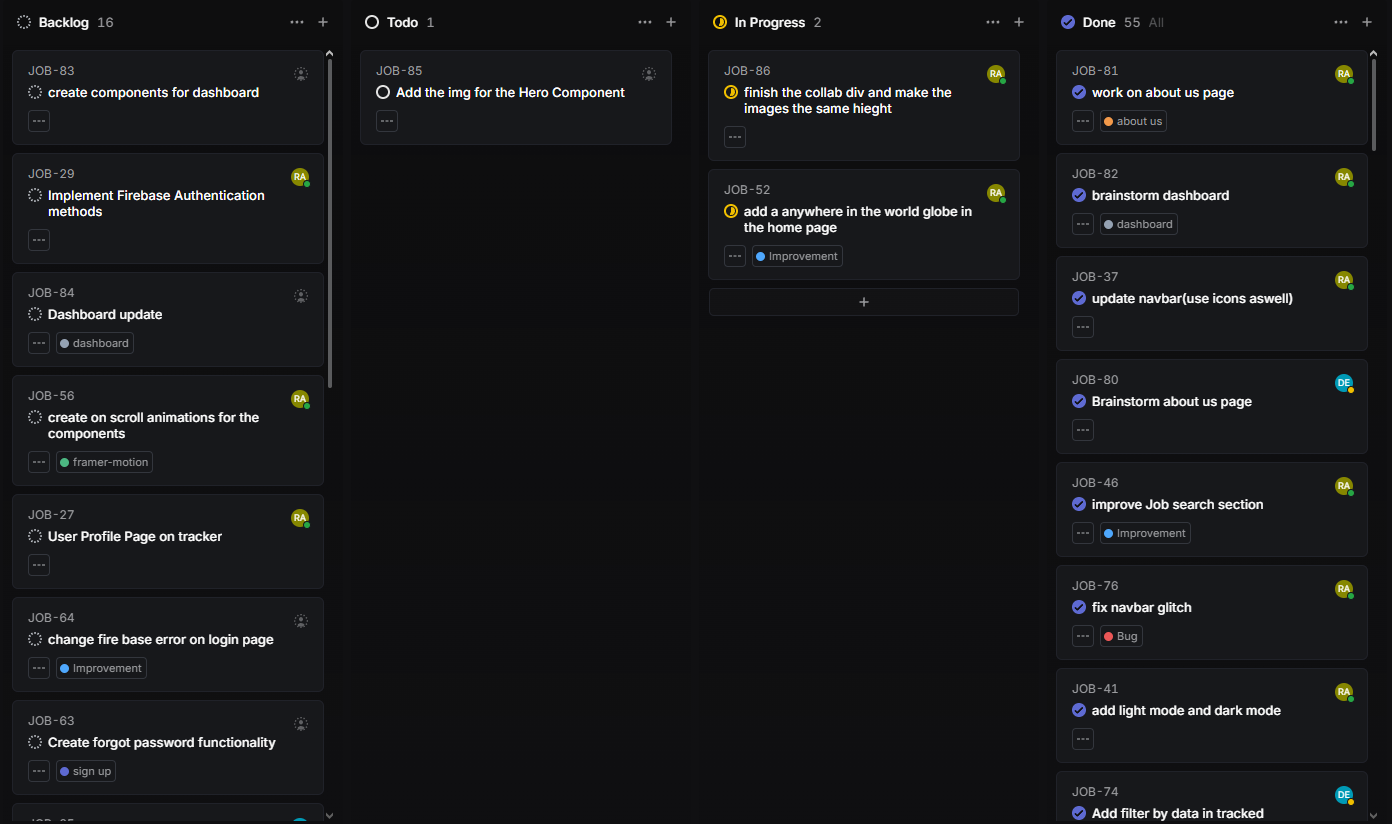 Backlog 16
JOB-83
create components for dashboard
JOB-29
RA
Implement Firebase Authentication
methods
JOB-84
Dashboard update
dashboard
JOB-56
RA
create on scroll animations for the
components
framer-motion
JOB-27
RA
User Profile Page on tracker
JOB-64
change fire base error on login page
Improvement
JOB-63
Create forgot password functionality
sign up
Todo 1
JOB-85
Add the img for the Hero Component
In Progress 2
JOB-86
RA
finish the collab div and make the
images the same hieght
JOB-52
RA
add a anywhere in the world globe in
the home page
Improvement
Done 55 All
JOB-81
RA
work on about us page
about us
JOB-82
RA
brainstorm dashboard
dashboard
JOB-37
RA
update navbar(use icons aswell)
JOB-80
DE
Brainstorm about us page
JOB-46
RA
improve Job search section
Improvement
JOB-76
RA
fix navbar glitch
Bug
JOB-41
RA
add light mode and dark mode
JOB-74
DE
Add filter by data in tracked